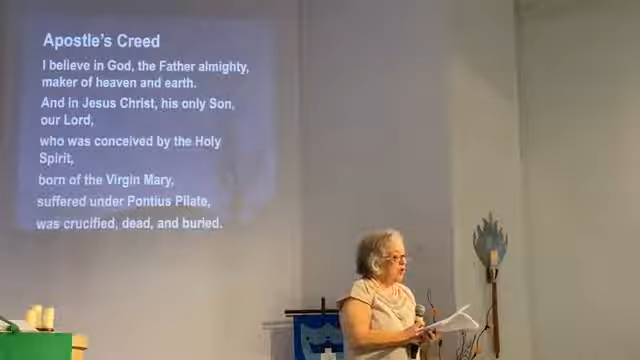 Apostle's Creed
I believe in God, the Father almighty,
maker of heaven and earth.
And in Jesus Christ, his only Son,
our Lord,
who was conceived by the Holy
Spirit,
born of the Virgin Mary,
suffered under Pontius Pilate,
was crucified, dead, and buried.